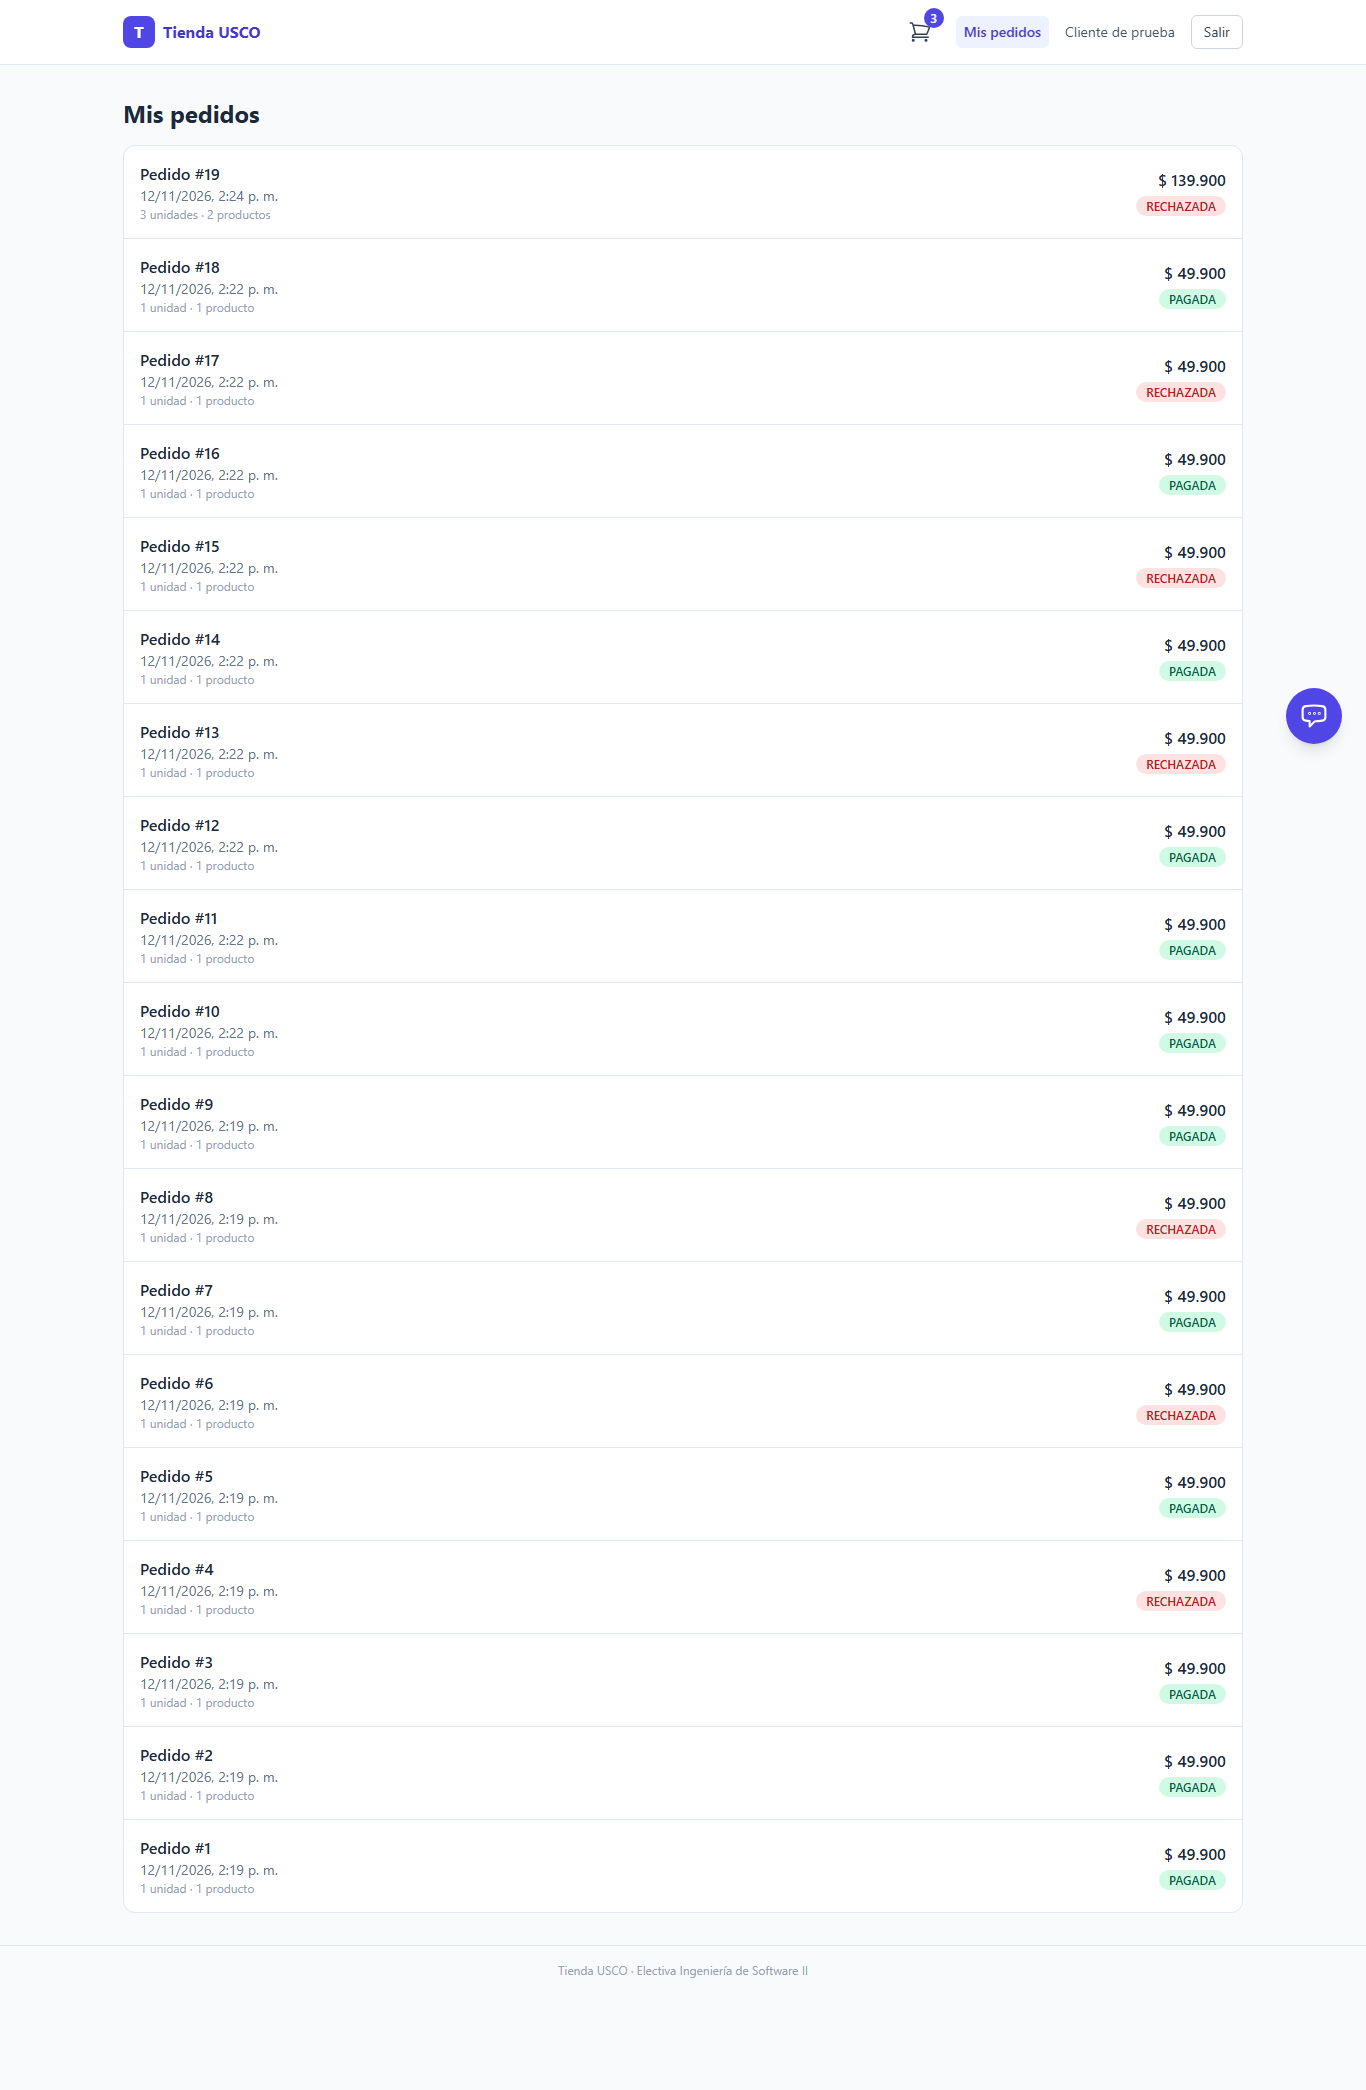 T Tienda USCO
3
Mis pedidos
Cliente de prueba
Salir
Mis pedidos
Pedido #19
12/11/2026, 2:24 p. m.
3 unidades · 2 productos
$ 139.900
RECHAZADA
Pedido #18
12/11/2026, 2:22 p. m.
1 unidad · 1 producto
$ 49.900
PAGADA
Pedido #17
12/11/2026, 2:22 p. m.
1 unidad · 1 producto
$ 49.900
RECHAZADA
Pedido #16
12/11/2026, 2:22 p. m.
1 unidad · 1 producto
$ 49.900
PAGADA
Pedido #15
12/11/2026, 2:22 p. m.
1 unidad · 1 producto
$ 49.900
RECHAZADA
Pedido #14
12/11/2026, 2:22 p. m.
1 unidad · 1 producto
$ 49.900
PAGADA
Pedido #13
12/11/2026, 2:22 p. m.
1 unidad · 1 producto
$ 49.900
RECHAZADA
Pedido #12
12/11/2026, 2:22 p. m.
1 unidad · 1 producto
$ 49.900
PAGADA
Pedido #11
12/11/2026, 2:22 p. m.
1 unidad · 1 producto
$ 49.900
PAGADA
Pedido #10
12/11/2026, 2:22 p. m.
1 unidad · 1 producto
$ 49.900
PAGADA
Pedido #9
12/11/2026, 2:19 p. m.
1 unidad · 1 producto
$ 49.900
PAGADA
Pedido #8
12/11/2026, 2:19 p. m.
1 unidad · 1 producto
$ 49.900
RECHAZADA
Pedido #7
12/11/2026, 2:19 p. m.
1 unidad · 1 producto
$ 49.900
PAGADA
Pedido #6
12/11/2026, 2:19 p. m.
1 unidad · 1 producto
$ 49.900
RECHAZADA
Pedido #5
12/11/2026, 2:19 p. m.
1 unidad · 1 producto
$ 49.900
PAGADA
Pedido #4
12/11/2026, 2:19 p. m.
1 unidad · 1 producto
$ 49.900
RECHAZADA
Pedido #3
12/11/2026, 2:19 p. m.
1 unidad · 1 producto
$ 49.900
PAGADA
Pedido #2
12/11/2026, 2:19 p. m.
1 unidad · 1 producto
$ 49.900
PAGADA
Pedido #1
12/11/2026, 2:19 p. m.
1 unidad · 1 producto
$ 49.900
PAGADA
Tienda USCO · Electiva Ingeniería de Software II